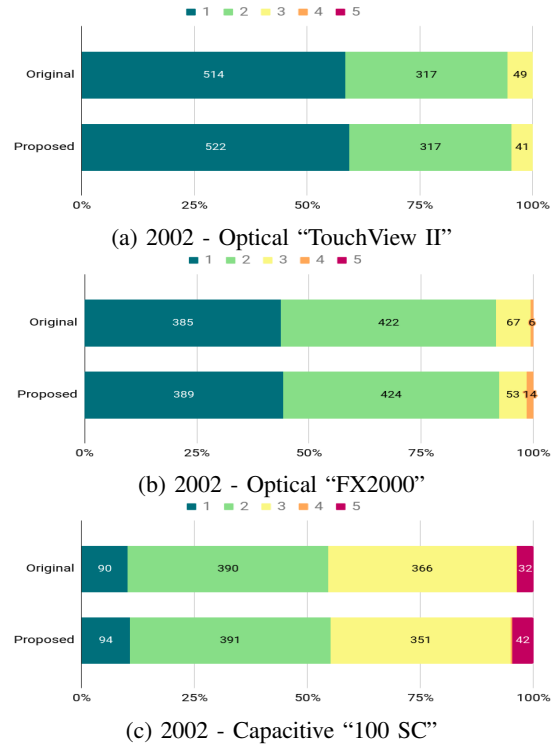 1 2 3 4 5
Original 514 317 49
Proposed 522 317 41
0% 25% 50% 75% 100%
(a) 2002 - Optical “TouchView II”
1 2 3 4 5
Original 385 422 67 6
Proposed 389 424 53 14
0% 25% 50% 75% 100%
(b) 2002 - Optical “FX2000”
1 2 3 4 5
Original 90 390 366 32
Proposed 94 391 351 42
0% 25% 50% 75% 100%
(c) 2002 - Capacitive “100 SC”